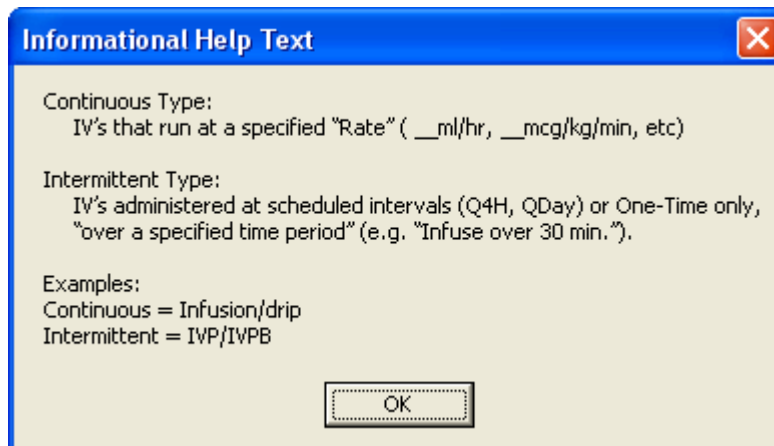 Informational Help Text
Continuous Type:
IV's that run at a specified "Rate" ( __ml/hr, __mcg/kg/min, etc)
Intermittent Type:
IV's administered at scheduled intervals (Q4H, QDay) or One-Time only,
"over a specified time period" (e.g. "Infuse over 30 min.").
Examples:
Continuous = Infusion/drip
Intermittent = IVP/IVPB
OK